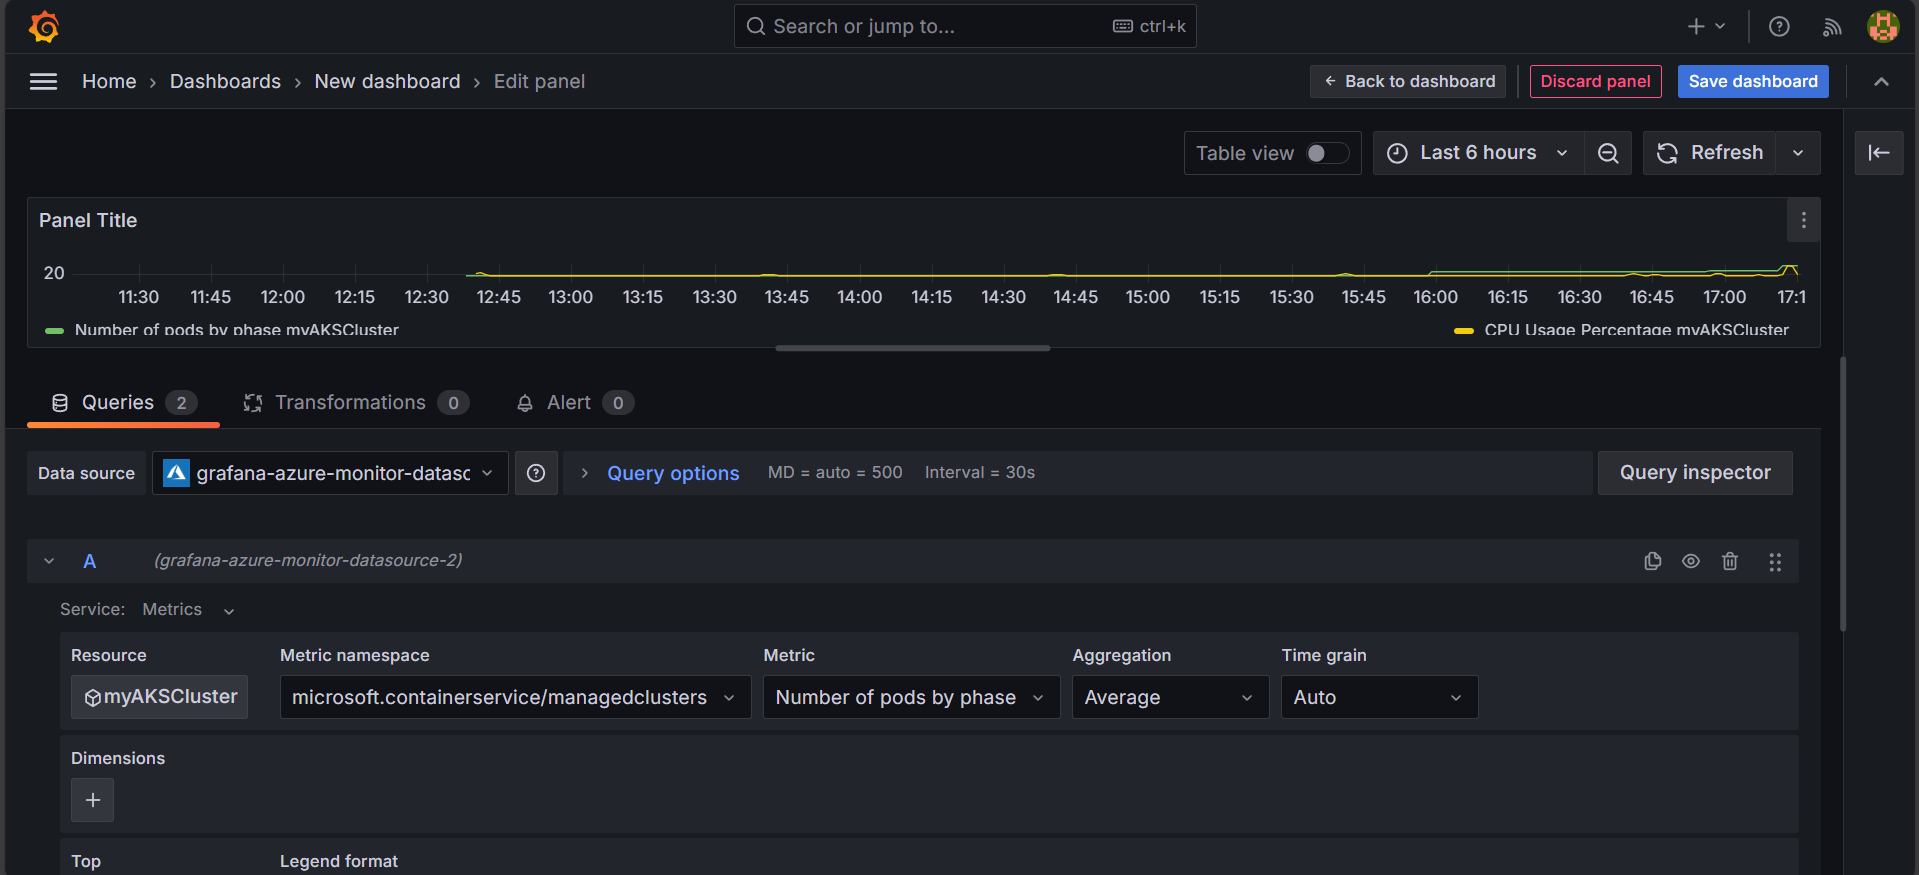 Search or jump to... ctrl+k
Home › Dashboards › New dashboard › Edit panel
Back to dashboard
Discard panel
Save dashboard
Table view
Last 6 hours
Refresh
Panel Title
20
11:30 11:45 12:00 12:15 12:30 12:45 13:00 13:15 13:30 13:45 14:00 14:15 14:30 14:45 15:00 15:15 15:30 15:45 16:00 16:15 16:30 16:45 17:00 17:1
Number of pods by phase myAKSCluster
CPU Usage Percentage myAKSCluster
Queries 2 Transformations 0 Alert 0
Data source grafana-azure-monitor-datasc Query options MD = auto = 500 Interval = 30s Query inspector
A (grafana-azure-monitor-datasource-2)
Service: Metrics
Resource Metric namespace Metric Aggregation Time grain
myAKSCluster microsoft.containerservice/managedclusters Number of pods by phase Average Auto
Dimensions
+
Top Legend format